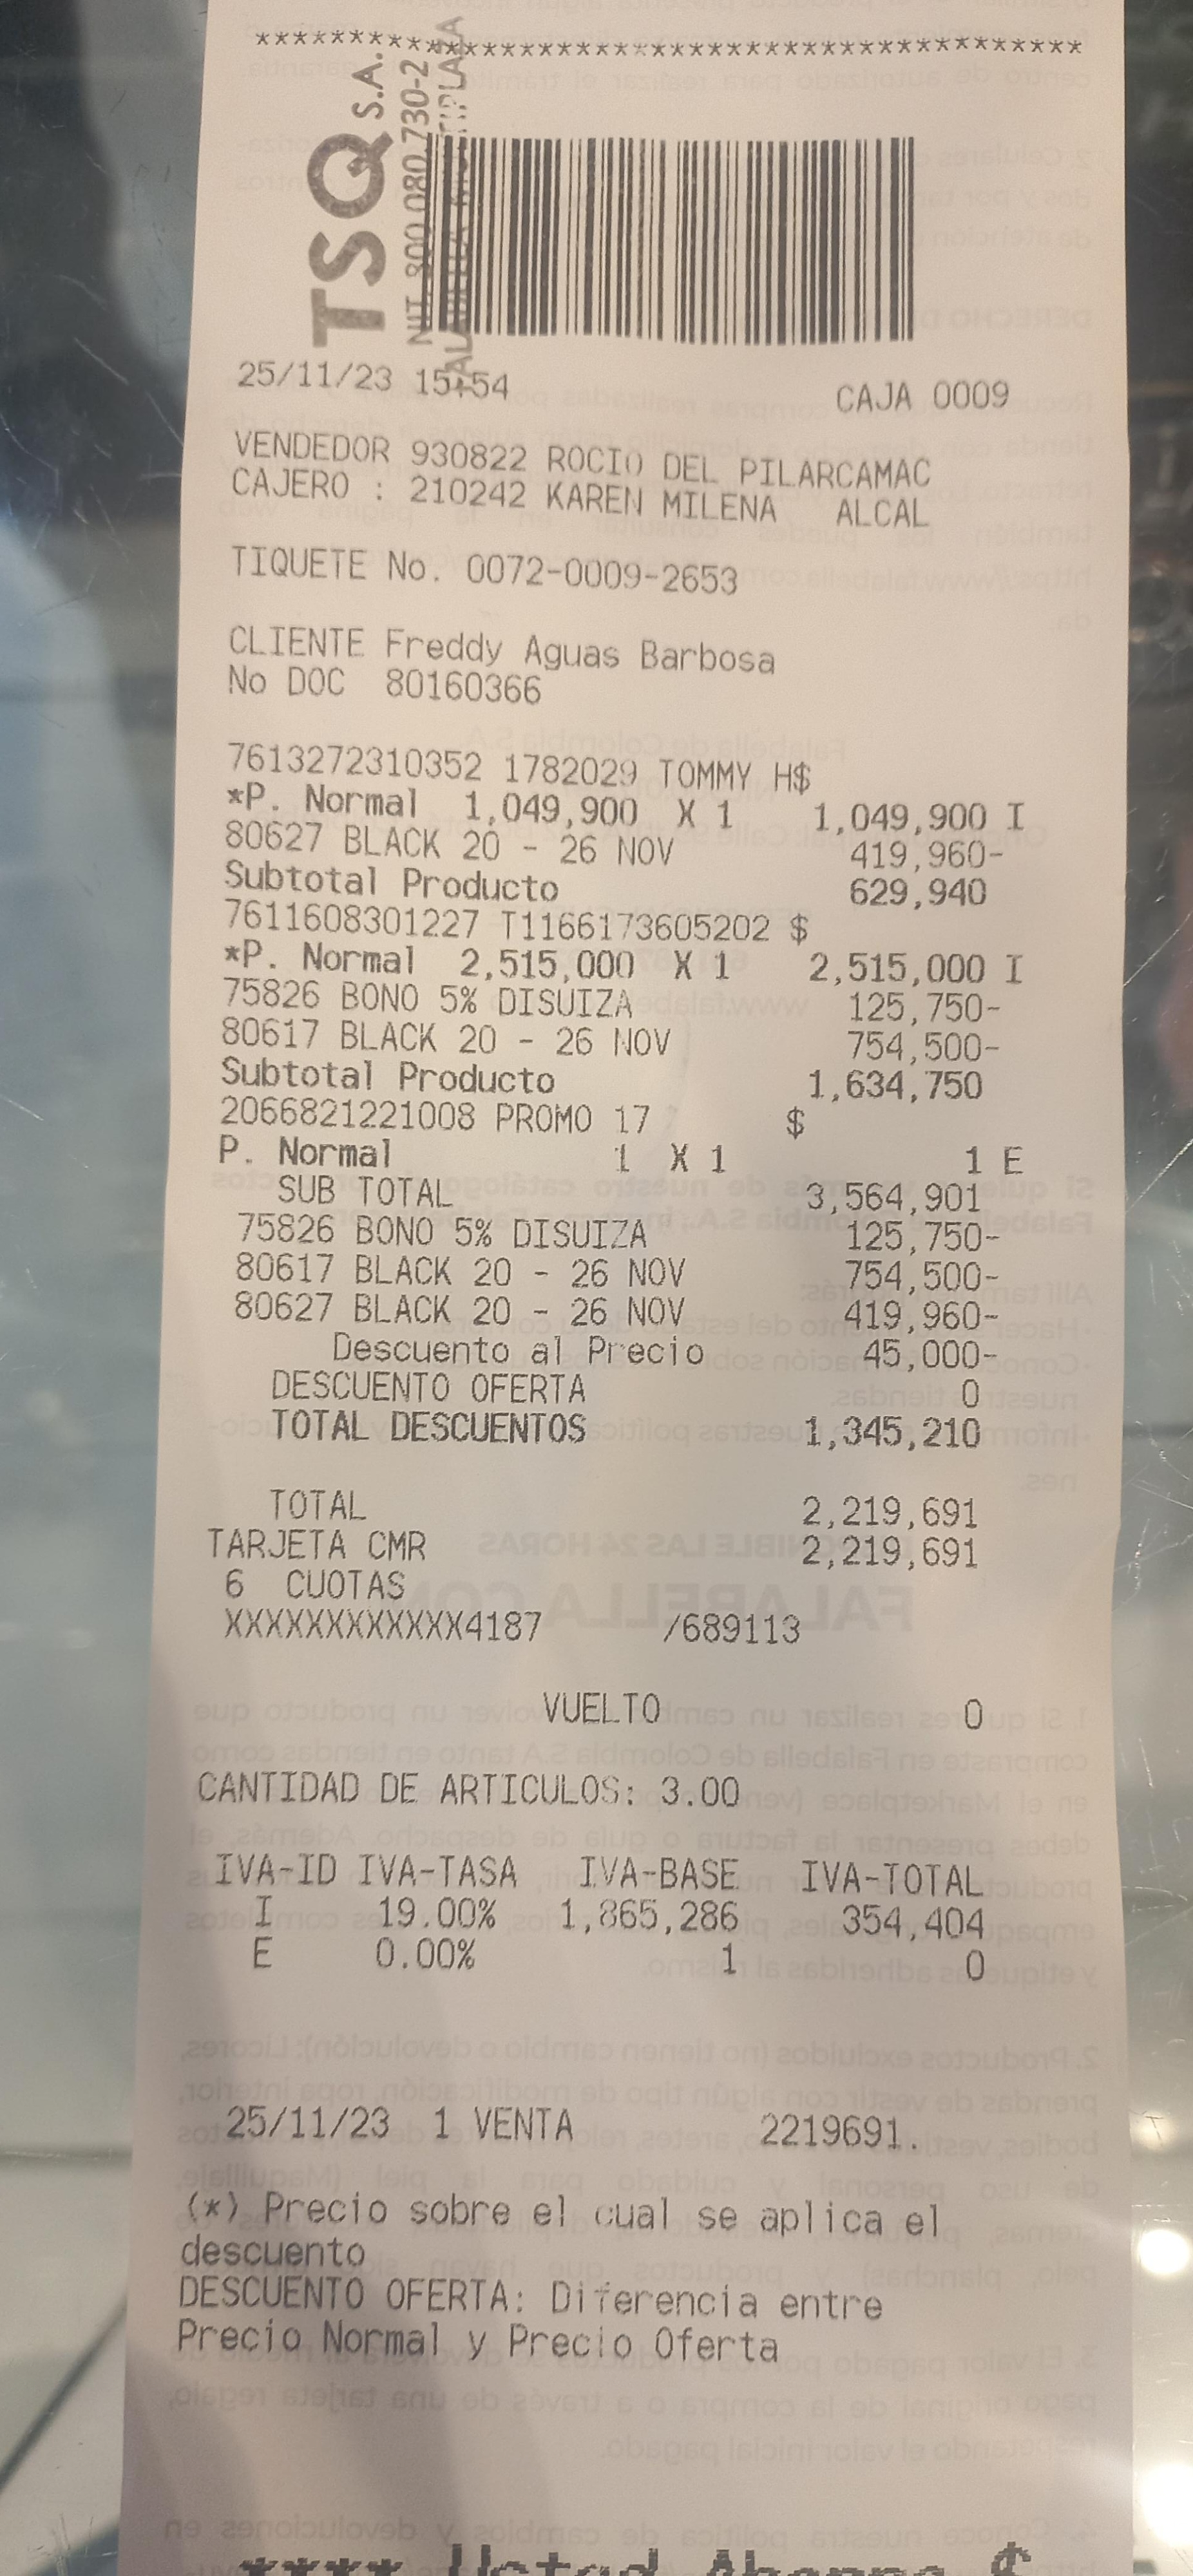 ********************************************************
TSQ S.A.
NIT. 800.080.730-2
25/11/23 15:54 CAJA 0009
VENDEDOR 930822 ROCIO DEL PILARCAMAC
CAJERO : 210242 KAREN MILENA ALCAL
TIQUETE No. 0072-0009-2653
CLIENTE Freddy Aguas Barbosa
No DOC 80160366
7613272310352 1782029 TOMMY H$
*P. Normal 1,049,900 X 1 1,049,900 I
80627 BLACK 20 - 26 NOV 419,960-
Subtotal Producto 629,940
7611608301227 T1166173605202 $
*P. Normal 2,515,000 X 1 2,515,000 I
75826 BONO 5% DISUIZA 125,750-
80617 BLACK 20 - 26 NOV 754,500-
Subtotal Producto 1,634,750
2066821221008 PROMO 17 $
P. Normal 1 X 1 1 E
SUB TOTAL 3,564,901
75826 BONO 5% DISUIZA 125,750-
80617 BLACK 20 - 26 NOV 754,500-
80627 BLACK 20 - 26 NOV 419,960-
Descuento al Precio 45,000-
DESCUENTO OFERTA 0
TOTAL DESCUENTOS 1,345,210
TOTAL 2,219,691
TARJETA CMR 2,219,691
6 CUOTAS
XXXXXXXXXXXX4187 /689113
VUELTO 0
CANTIDAD DE ARTICULOS: 3.00
IVA-ID IVA-TASA IVA-BASE IVA-TOTAL
I 19.00% 1,865,286 354,404
E 0.00% 1 0
25/11/23 1 VENTA 2219691.
(*) Precio sobre el cual se aplica el
descuento
DESCUENTO OFERTA: Diferencia entre
Precio Normal y Precio Oferta
**** Usted Ahorro $